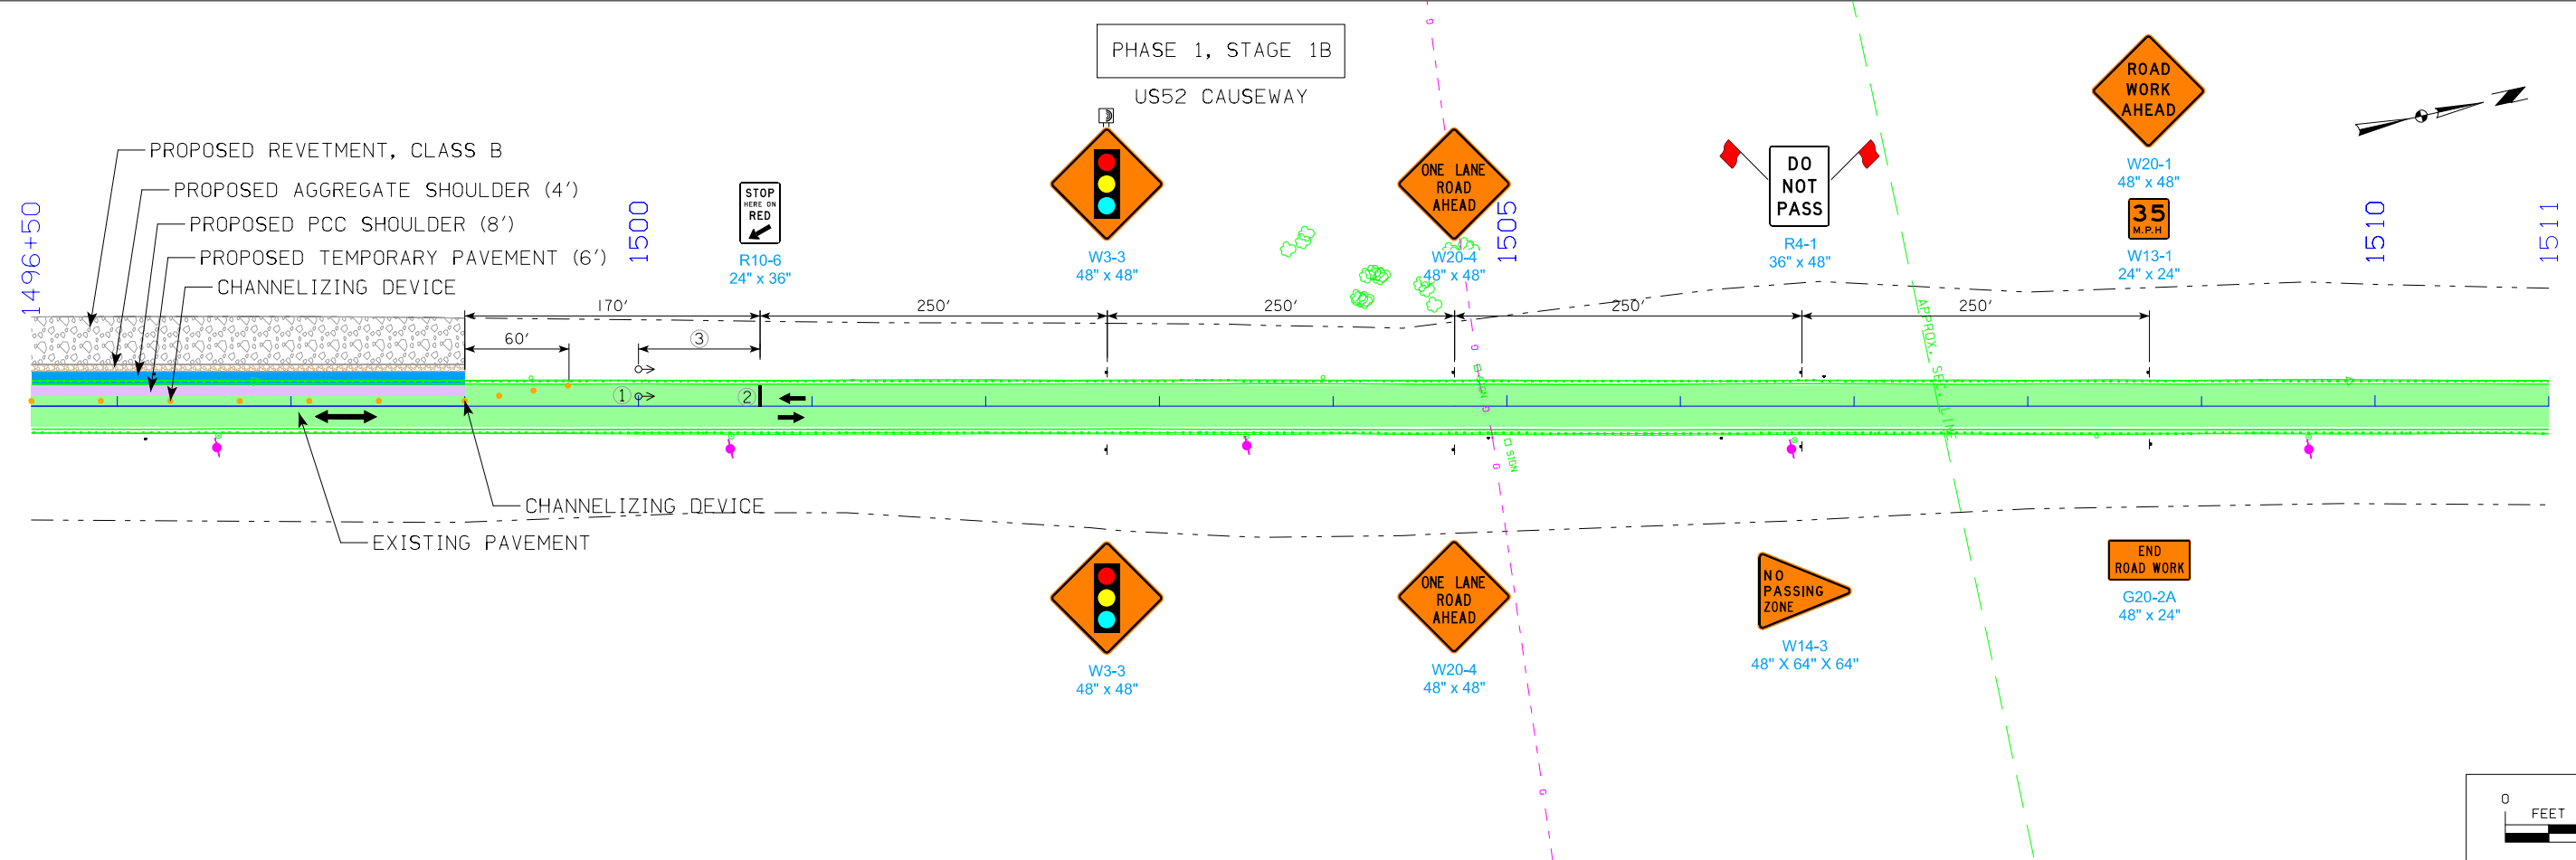 PHASE 1, STAGE 1B
US52 CAUSEWAY
PROPOSED REVETMENT, CLASS B
PROPOSED AGGREGATE SHOULDER (4')
PROPOSED PCC SHOULDER (8')
PROPOSED TEMPORARY PAVEMENT (6')
CHANNELIZING DEVICE
1496+50
1500
1505
1510
1511
STOP
HERE ON
RED
R10-6
24" x 36"
W3-3
48" x 48"
ONE LANE
ROAD
AHEAD
W20-4
48" x 48"
DO
NOT
PASS
R4-1
36" x 48"
ROAD
WORK
AHEAD
W20-1
48" x 48"
35
M.P.H
W13-1
24" x 24"
170'
250'
250'
250'
250'
60'
3
1
2
G
G
G
G
G
SIGN
SIGN
APPROX. SEC. LINE
CHANNELIZING DEVICE
EXISTING PAVEMENT
W3-3
48" x 48"
ONE LANE
ROAD
AHEAD
W20-4
48" x 48"
NO
PASSING
ZONE
W14-3
48" X 64" X 64"
END
ROAD WORK
G20-2A
48" x 24"
0
FEET